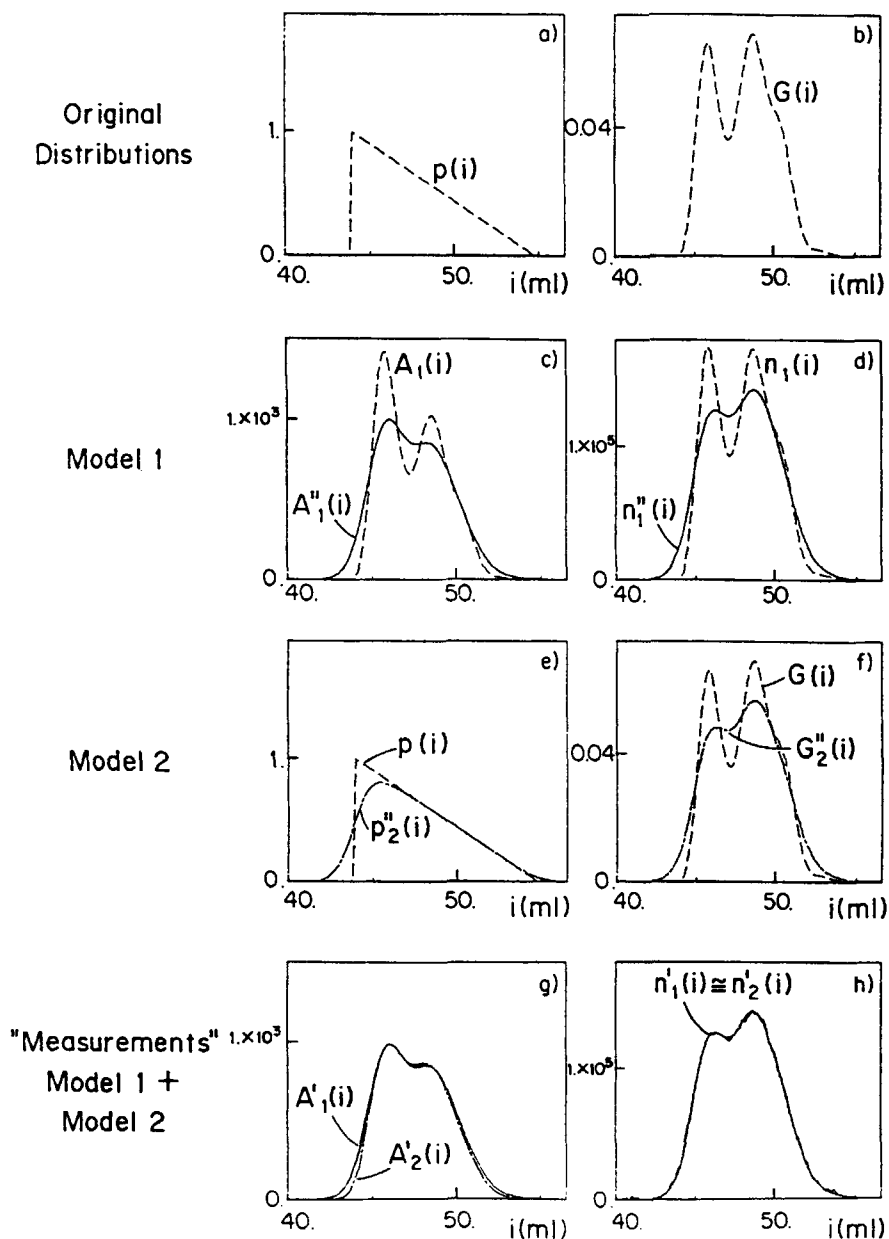 Original
Distributions
a)
1.
p(i)
0.
40.
50.
i(ml)
b)
0.04
G(i)
0.
40.
50.
i(ml)
Model 1
c)
A₁(i)
1.×10³
A"₁(i)
0.
40.
50.
d)
n₁(i)
1.×10⁵
n"₁(i)
0.
40.
50.
Model 2
e)
1.
p(i)
p"₂(i)
0.
40.
50.
i(ml)
f)
G(i)
0.04
G"₂(i)
0.
40.
50.
i(ml)
"Measurements"
Model 1 +
Model 2
g)
1.×10³
A'₁(i)
A'₂(i)
0.
40.
50.
i(ml)
h)
n'₁(i)≅n'₂(i)
1.×10⁵
0.
40.
50.
i(ml)